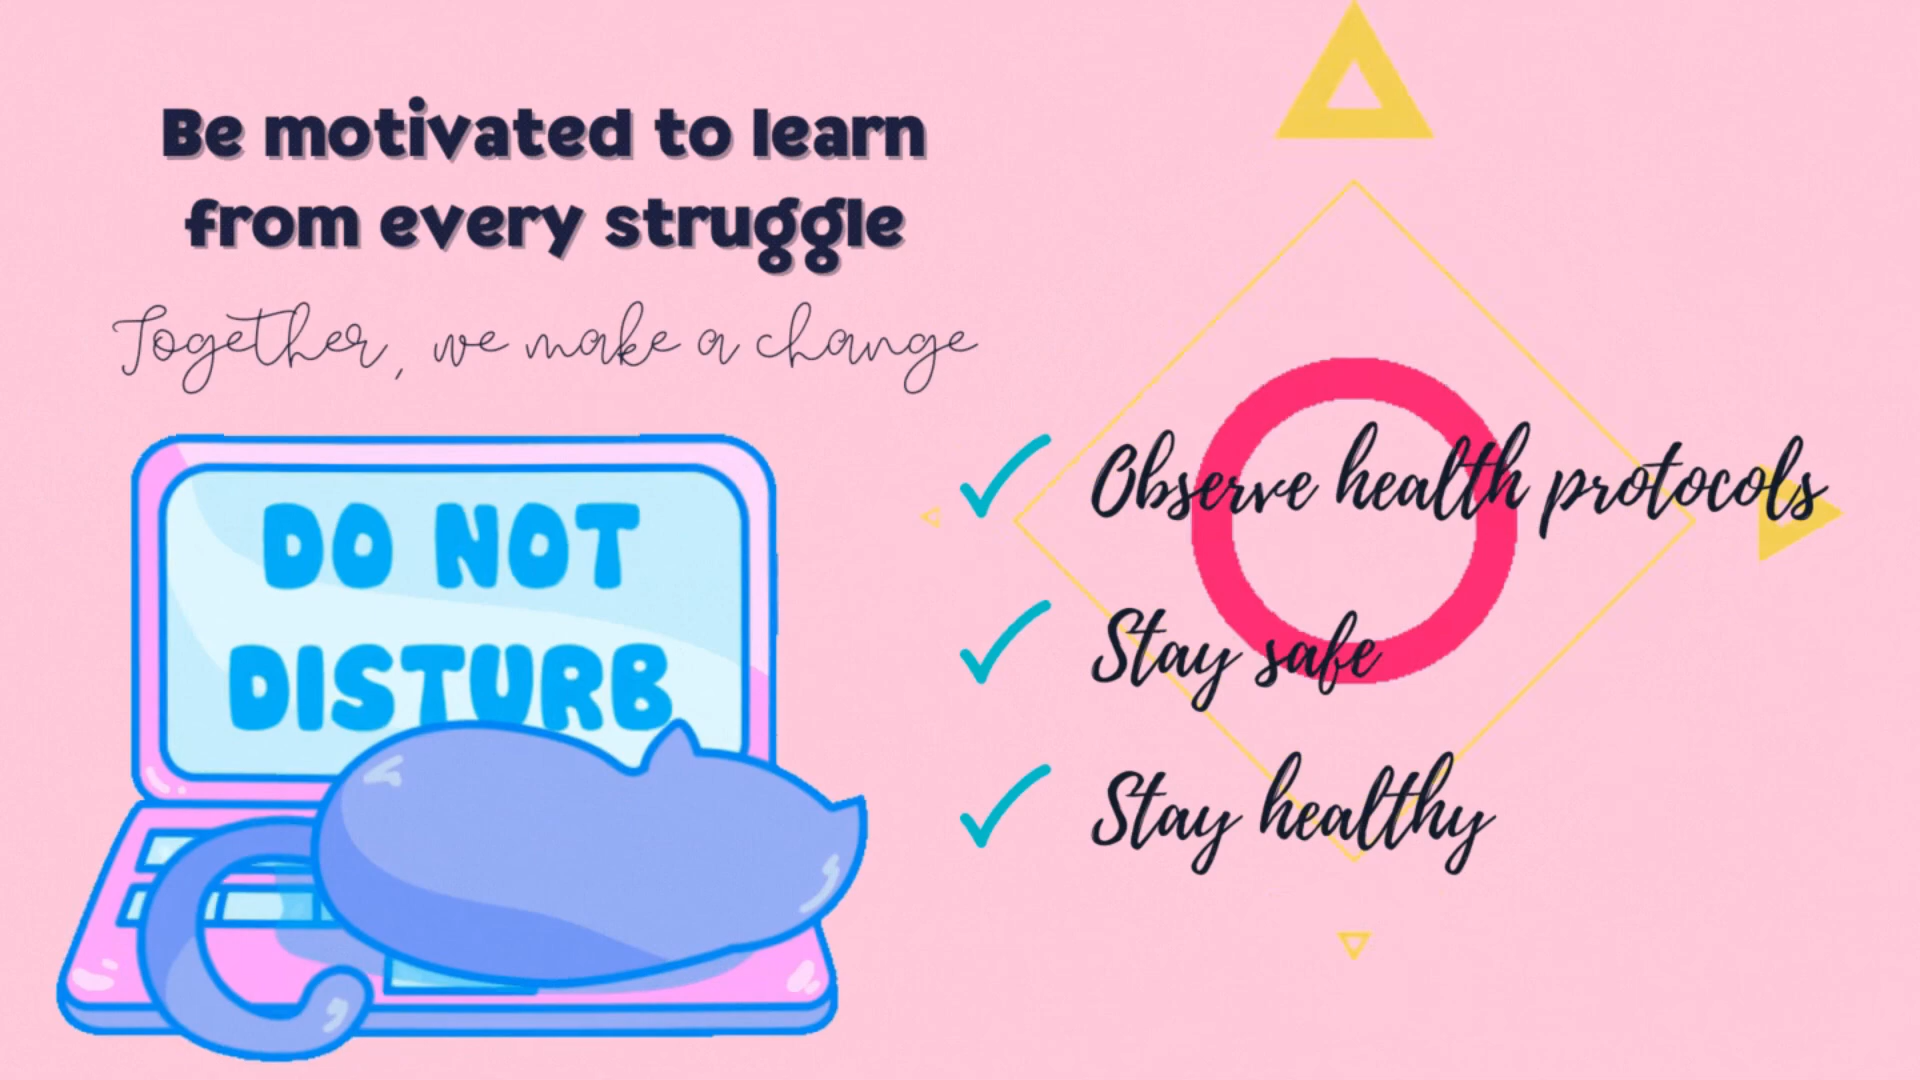 Be motivated to learn
from every struggle
Together, we make a change
DO NOT
DISTURB
Observe health protocols
Stay safe
Stay healthy